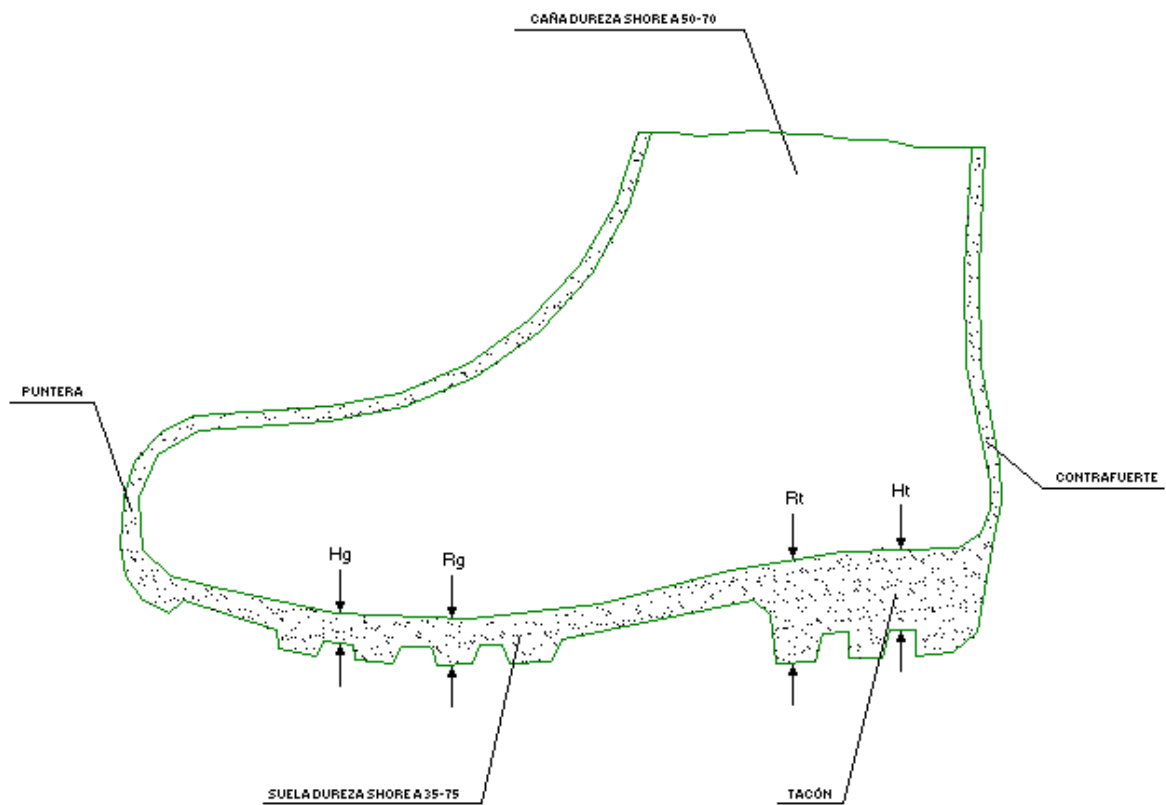 CAÑA DUREZA SHORE A 50-70
PUNTERA
CONTRAFUERTE
Rt
Ht
Hg
Rg
SUELA DUREZA SHORE A 35-75
TACÓN